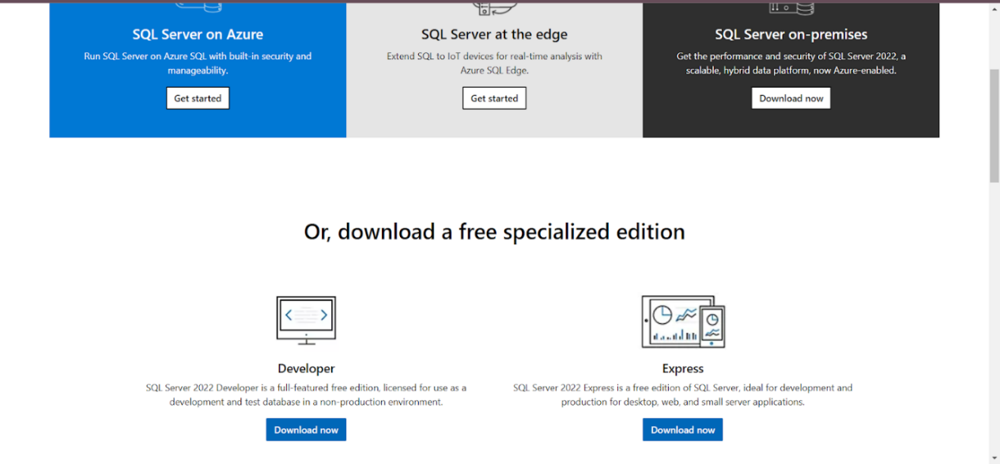 SQL Server on Azure
Run SQL Server on Azure SQL with built-in security and
manageability.
Get started
SQL Server at the edge
Extend SQL to IoT devices for real-time analysis with
Azure SQL Edge.
Get started
SQL Server on-premises
Get the performance and security of SQL Server 2022, a
scalable, hybrid data platform, now Azure-enabled.
Download now
Or, download a free specialized edition
Developer
SQL Server 2022 Developer is a full-featured free edition, licensed for use as a
development and test database in a non-production environment.
Download now
Express
SQL Server 2022 Express is a free edition of SQL Server, ideal for development and
production for desktop, web, and small server applications.
Download now